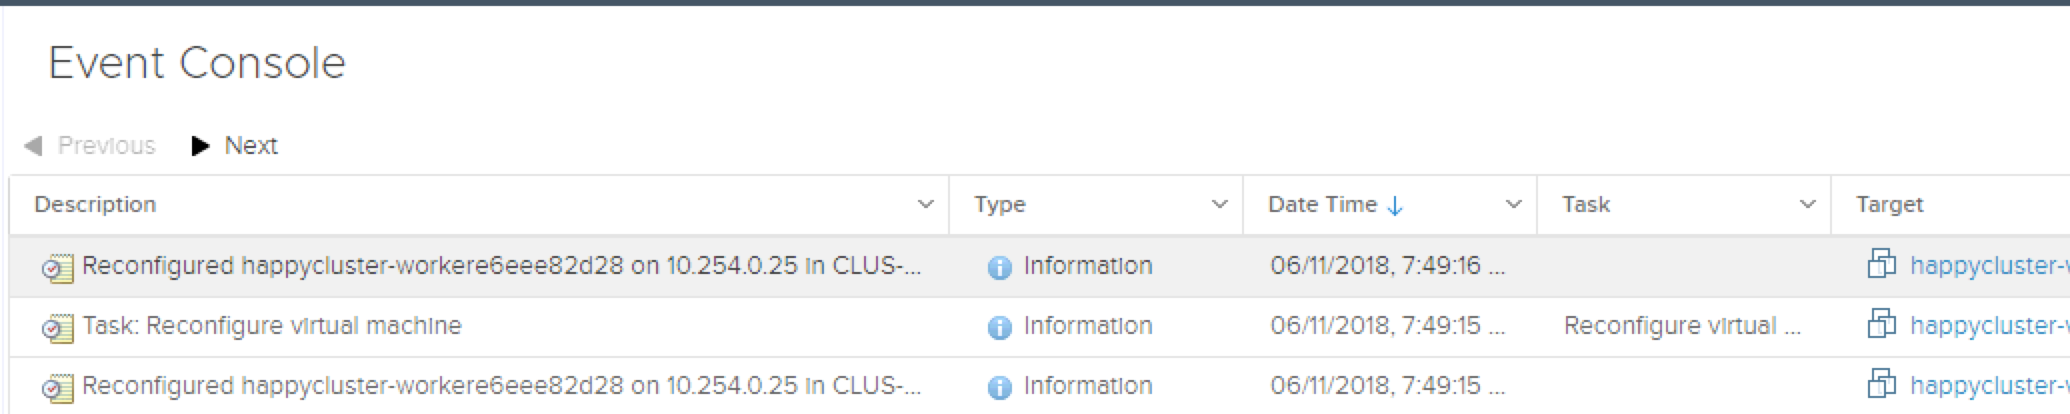 Event Console
Previous Next
Description Type Date Time Task Target
Reconfigured happycluster-workere6eee82d28 on 10.254.0.25 in CLUS-... Information 06/11/2018, 7:49:16 ... happycluster-
Task: Reconfigure virtual machine Information 06/11/2018, 7:49:15 ... Reconfigure virtual ... happycluster-
Reconfigured happycluster-workere6eee82d28 on 10.254.0.25 in CLUS-... Information 06/11/2018, 7:49:15 ... happycluster-